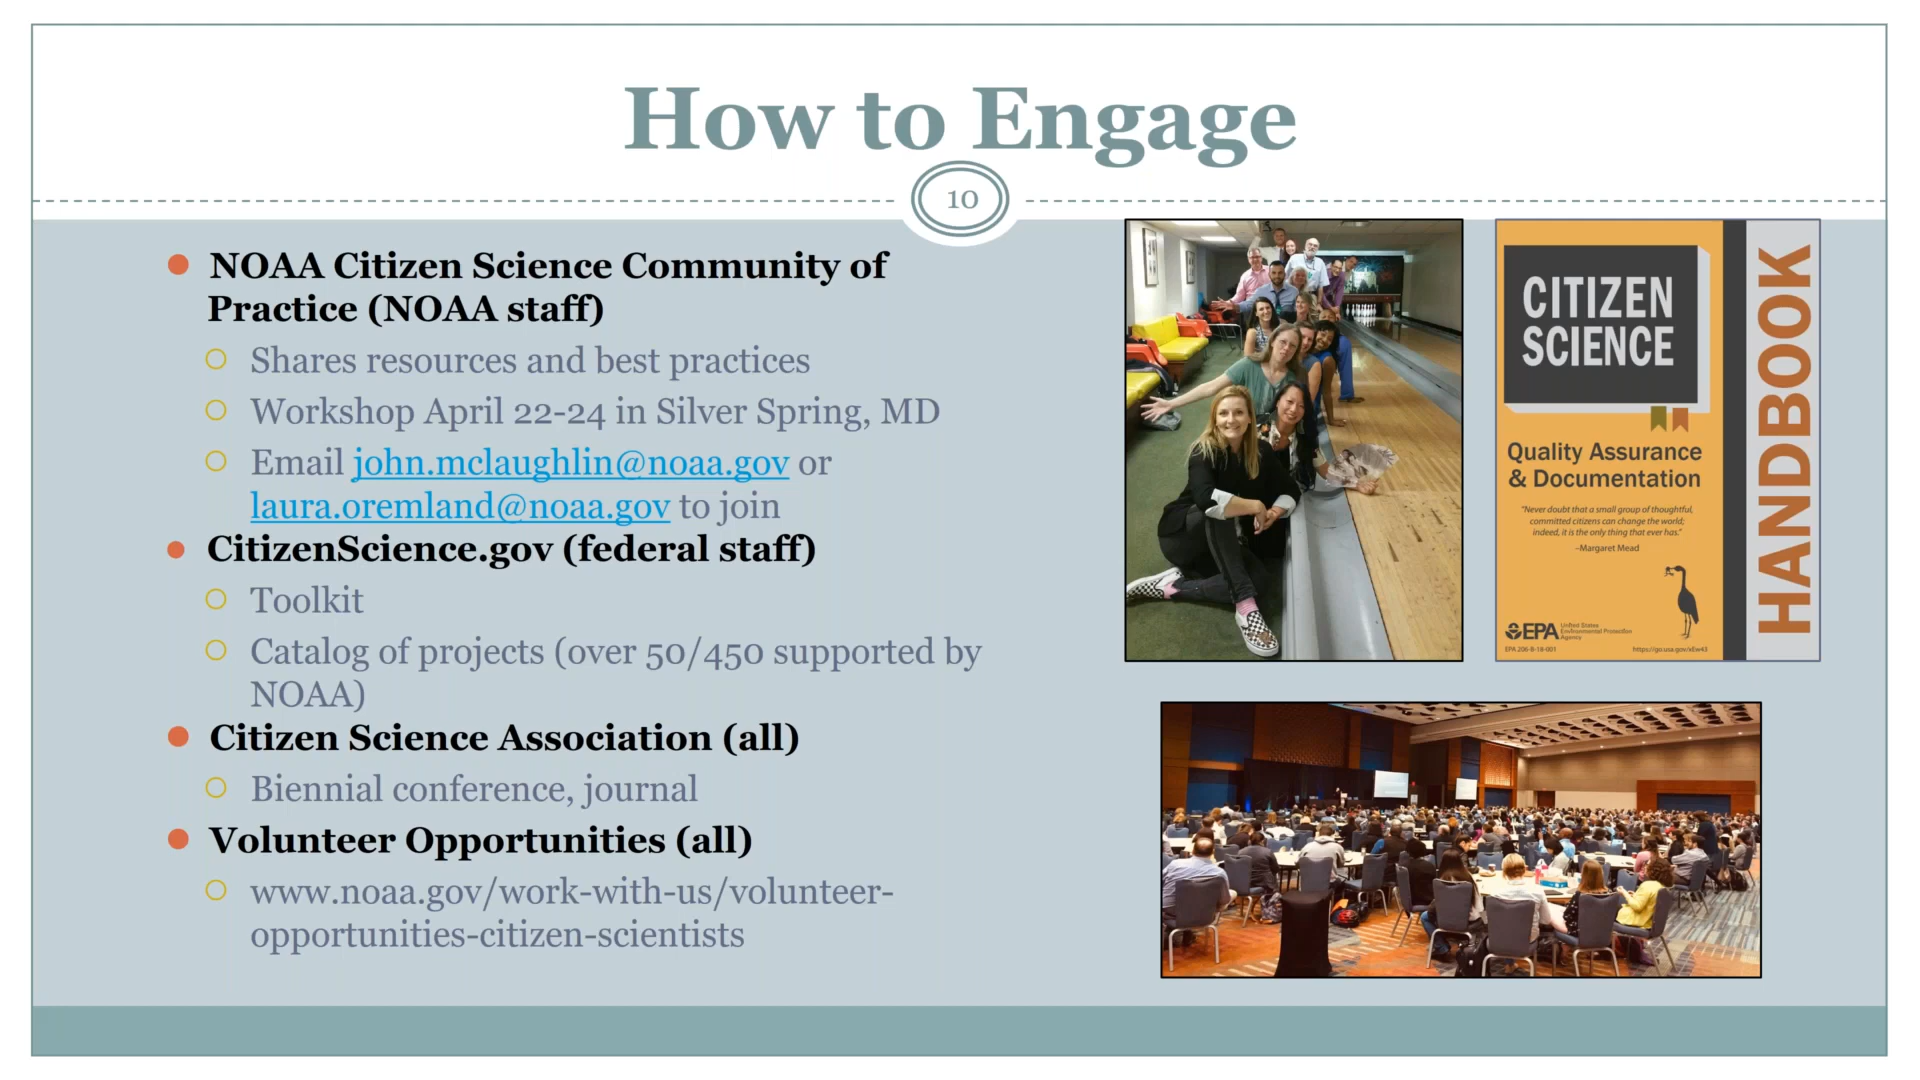 How to Engage
10
NOAA Citizen Science Community of
Practice (NOAA staff)
Shares resources and best practices
Workshop April 22-24 in Silver Spring, MD
Email john.mclaughlin@noaa.gov or
laura.oremland@noaa.gov to join
CitizenScience.gov (federal staff)
Toolkit
Catalog of projects (over 50/450 supported by
NOAA)
Citizen Science Association (all)
Biennial conference, journal
Volunteer Opportunities (all)
www.noaa.gov/work-with-us/volunteer-
opportunities-citizen-scientists
CITIZEN
SCIENCE
HANDBOOK
Quality Assurance
& Documentation
"Never doubt that a small group of thoughtful,
committed citizens can change the world;
indeed, it is the only thing that ever has."
–Margaret Mead
EPA
United States
Environmental Protection
Agency
EPA 206-B-18-001
https://go.usa.gov/xEw43